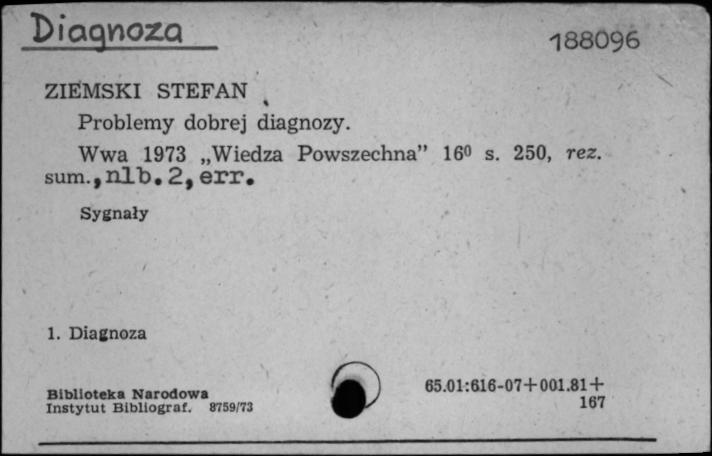 Diagnoza
188096
ZIEMSKI STEFAN
Problemy dobrej diagnozy.
Wwa 1973 „Wiedza Powszechna” 16⁰ s. 250, rez.
sum., nlb. 2, err.
Sygnały
1. Diagnoza
Biblioteka Narodowa
Instytut Bibliograf. 8759/73
65.01:616-07+001.81+
167